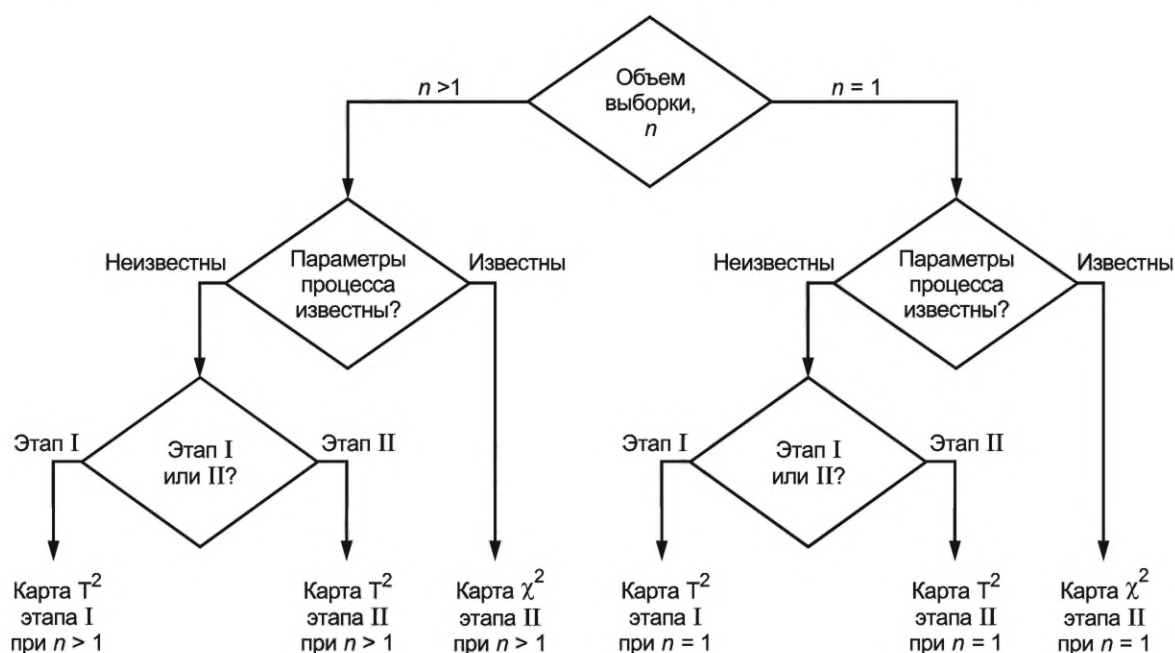 Объем
выборки,
n
n >1
n = 1
Неизвестны
Параметры
процесса
известны?
Известны
Неизвестны
Параметры
процесса
известны?
Известны
Этап I
Этап I
или II?
Этап II
Этап I
Этап I
или II?
Этап II
Карта T²
этапа I
при n > 1
Карта T²
этапа II
при n > 1
Карта χ²
этапа II
при n > 1
Карта T²
этапа I
при n = 1
Карта T²
этапа II
при n = 1
Карта χ²
этапа II
при n = 1